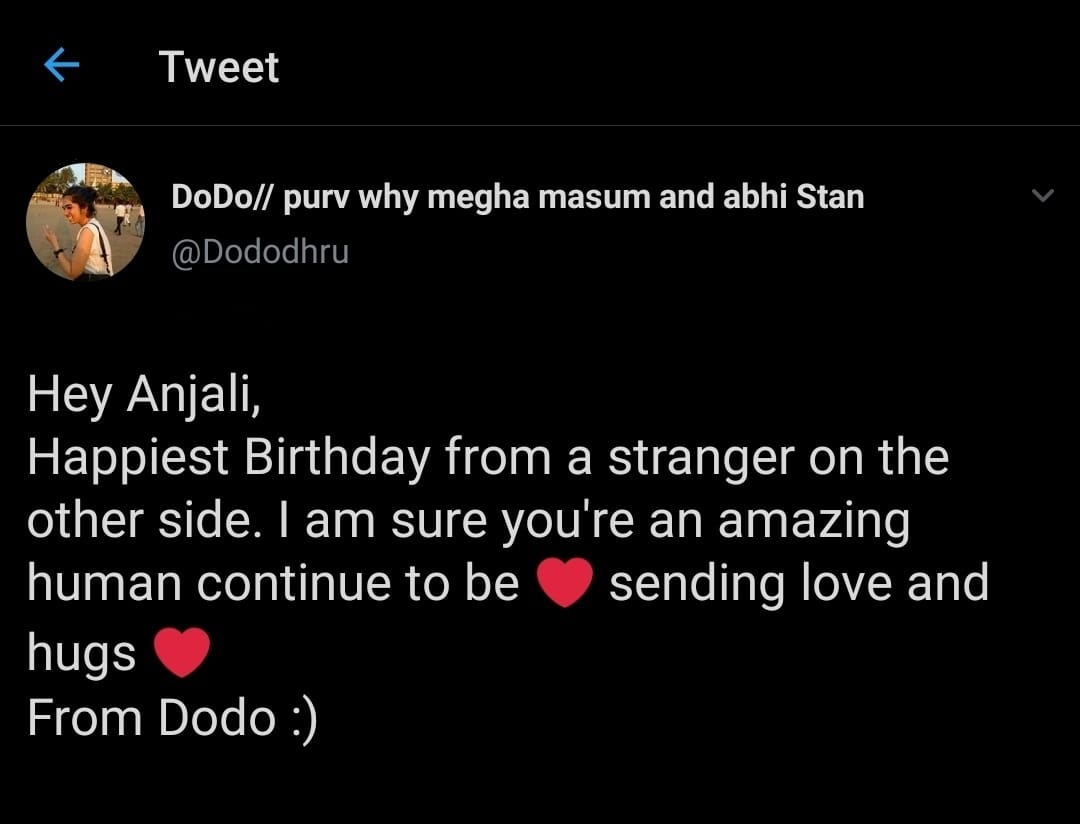 Tweet
DoDo// purv why megha masum and abhi Stan
@Dododhru
Hey Anjali,
Happiest Birthday from a stranger on the
other side. I am sure you're an amazing
human continue to be ❤ sending love and
hugs ❤
From Dodo :)